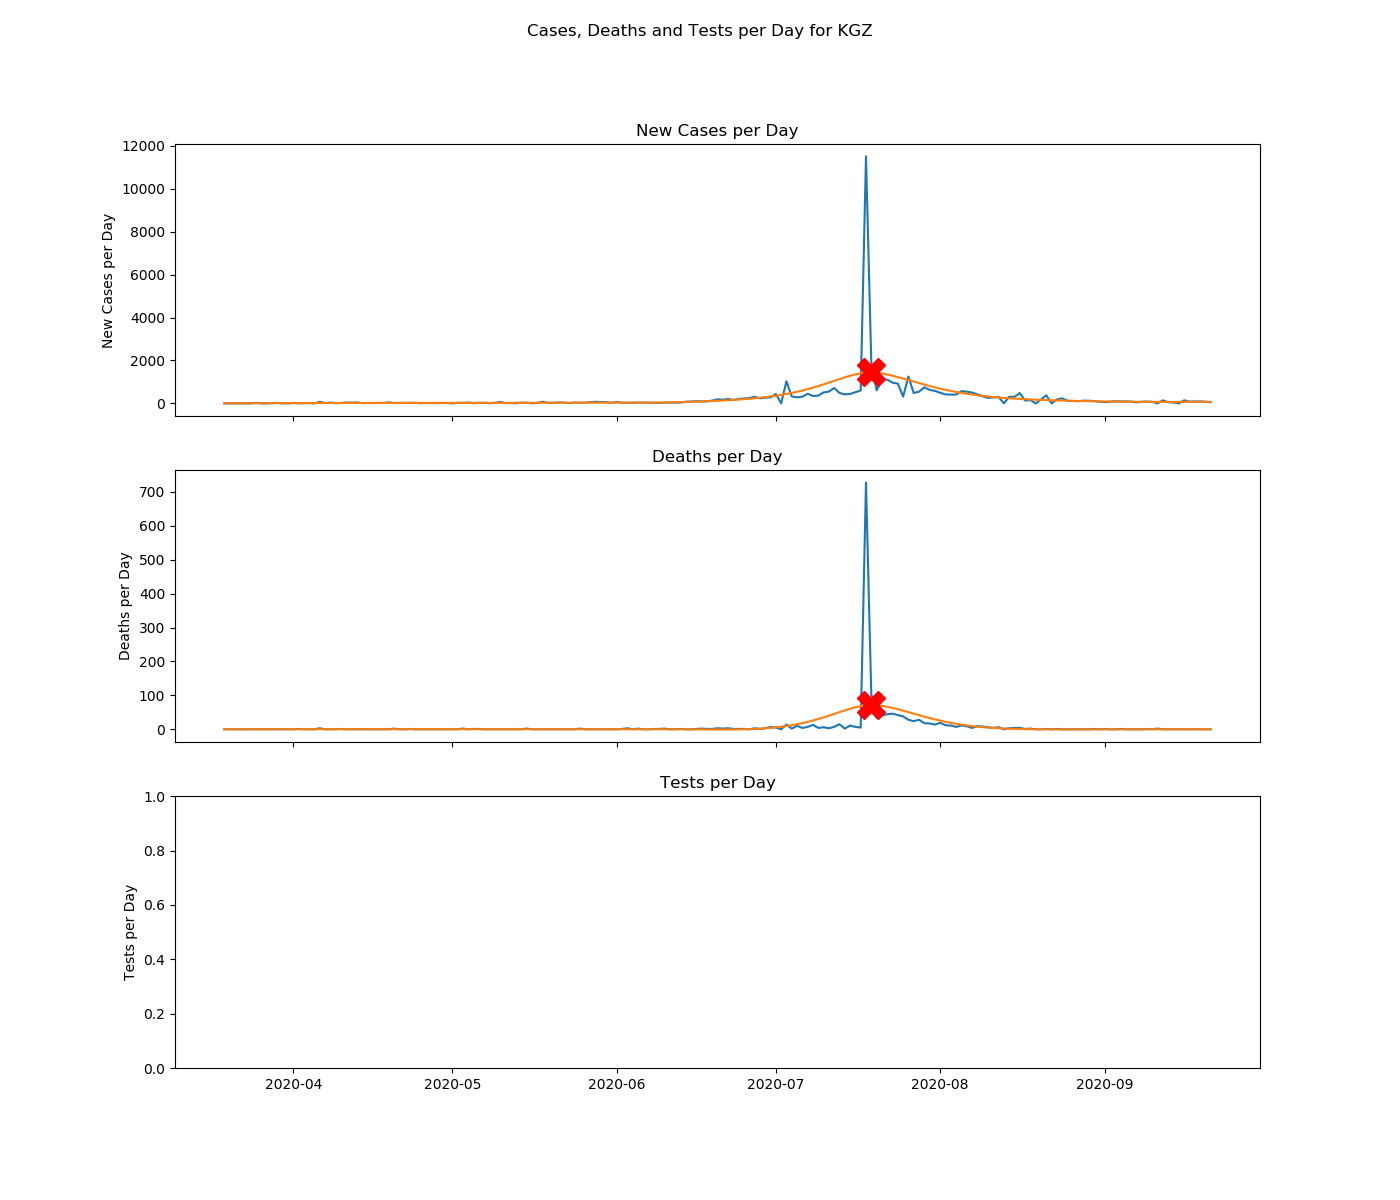 Cases, Deaths and Tests per Day for KGZ
New Cases per Day
12000
10000
8000
6000
4000
2000
0
New Cases per Day
Deaths per Day
700
600
500
400
300
200
100
0
Deaths per Day
Tests per Day
1.0
0.8
0.6
0.4
0.2
0.0
Tests per Day
2020-04 2020-05 2020-06 2020-07 2020-08 2020-09